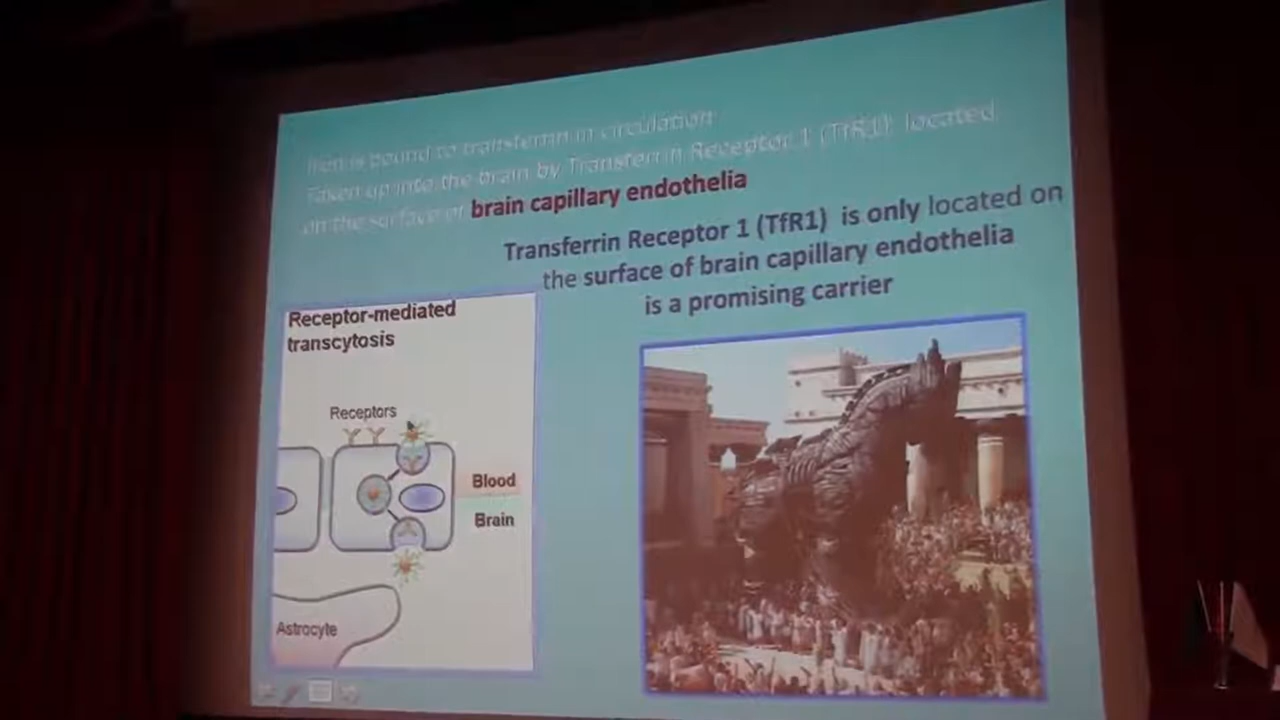 Iron is bound to transferrin in circulation
Taken up into the brain by Transferrin Receptor 1 (TfR1); located
on the surface of brain capillary endothelia
Transferrin Receptor 1 (TfR1) is only located on
the surface of brain capillary endothelia
is a promising carrier
Receptor-mediated
transcytosis
Receptors
Blood
Brain
Astrocyte